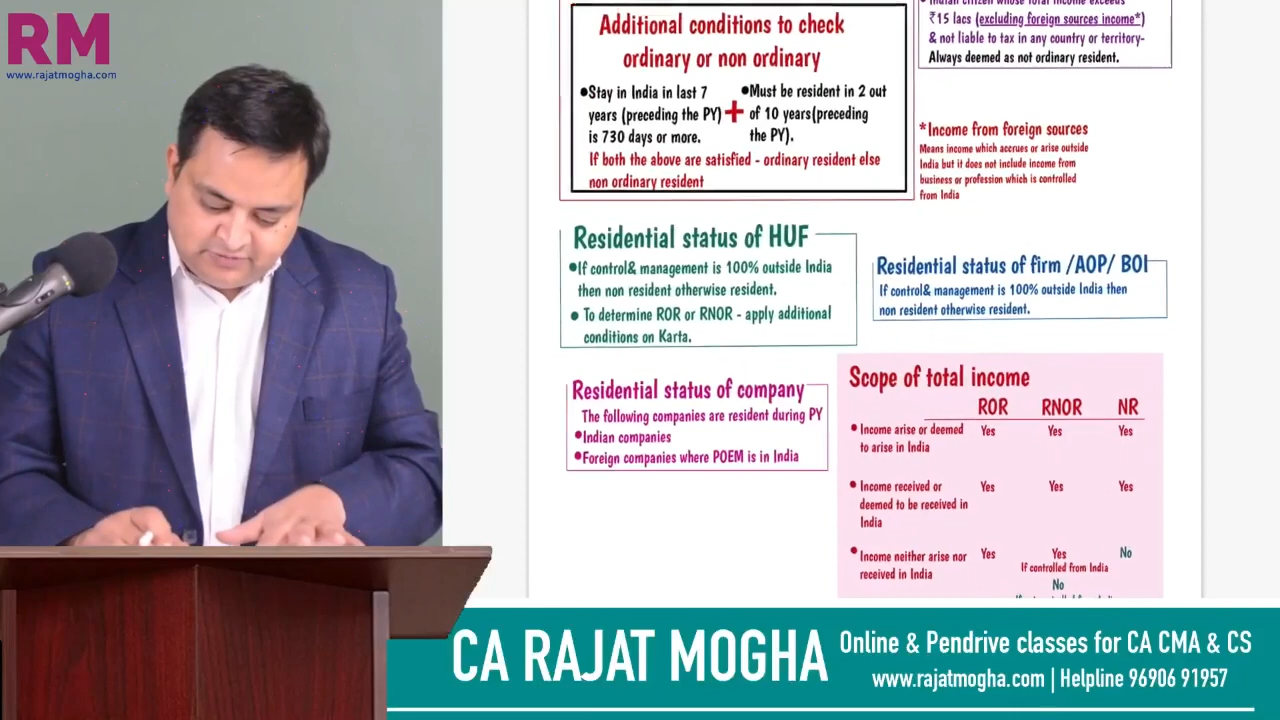 RM
www.rajatmogha.com
Additional conditions to check
ordinary or non ordinary
•Stay in India in last 7
years (preceding the PY)
is 730 days or more.
+
•Must be resident in 2 out
of 10 years(preceding
the PY).
If both the above are satisfied - ordinary resident else
non ordinary resident
• Indian citizen whose total income exceeds
₹15 lacs (excluding foreign sources income*)
& not liable to tax in any country or territory-
Always deemed as not ordinary resident.
*Income from foreign sources
Means income which accrues or arise outside
India but it does not include income from
business or profession which is controlled
from India
Residential status of HUF
•If control& management is 100% outside India
then non resident otherwise resident.
• To determine ROR or RNOR - apply additional
conditions on Karta.
Residential status of firm /AOP/ BOI
If control& management is 100% outside India then
non resident otherwise resident.
Residential status of company
The following companies are resident during PY
•Indian companies
•Foreign companies where POEM is in India
Scope of total income
ROR RNOR NR
• Income arise or deemed Yes Yes Yes
to arise in India
• Income received or Yes Yes Yes
deemed to be received in
India
• Income neither arise nor Yes Yes No
received in India If controlled from India
No
CA RAJAT MOGHA
Online & Pendrive classes for CA CMA & CS
www.rajatmogha.com | Helpline 96906 91957